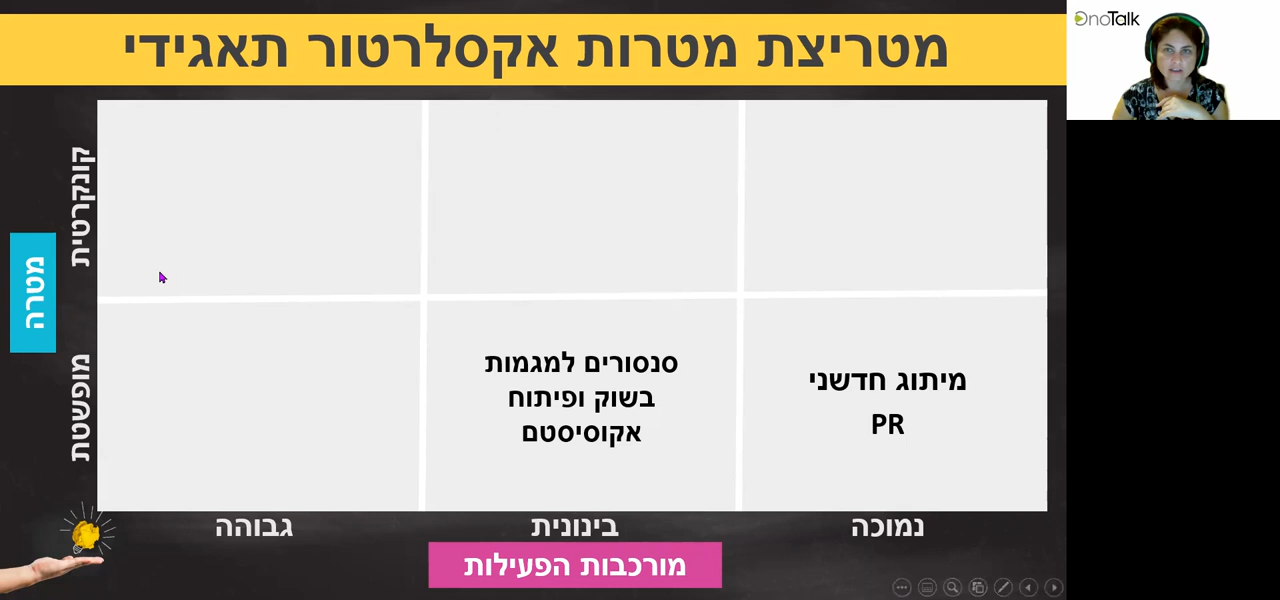 מטריצת מטרות אקסלרטור תאגידי
OnoTalk
קונקרטית
מטרה
מופשטת
מיתוג חדשני
PR
סנסורים למגמות
בשוק ופיתוח
אקוסיסטם
נמוכה
בינונית
גבוהה
מורכבות הפעילות